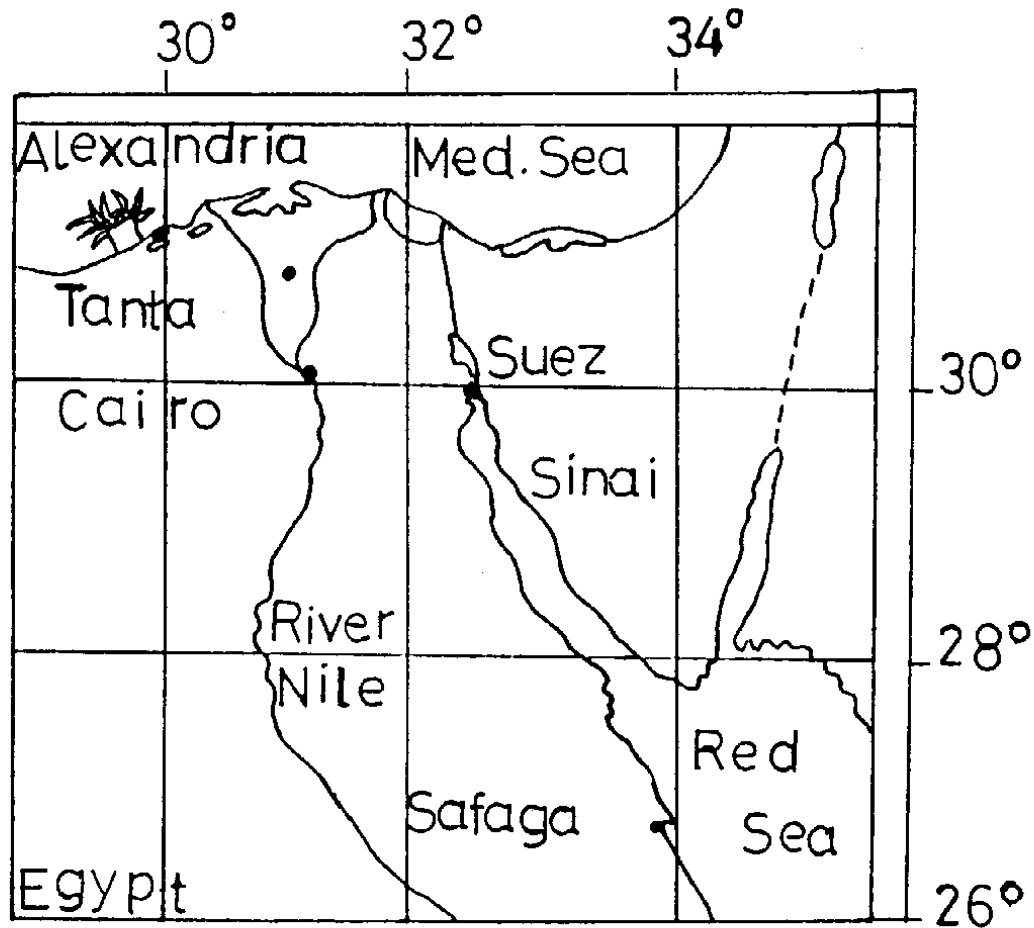 30° 32° 34°
Alexandria Med. Sea
Tanta
Suez
30°
Cairo
Sinai
River
28°
Nile
Red
Safaga
Sea
Egypt
26°